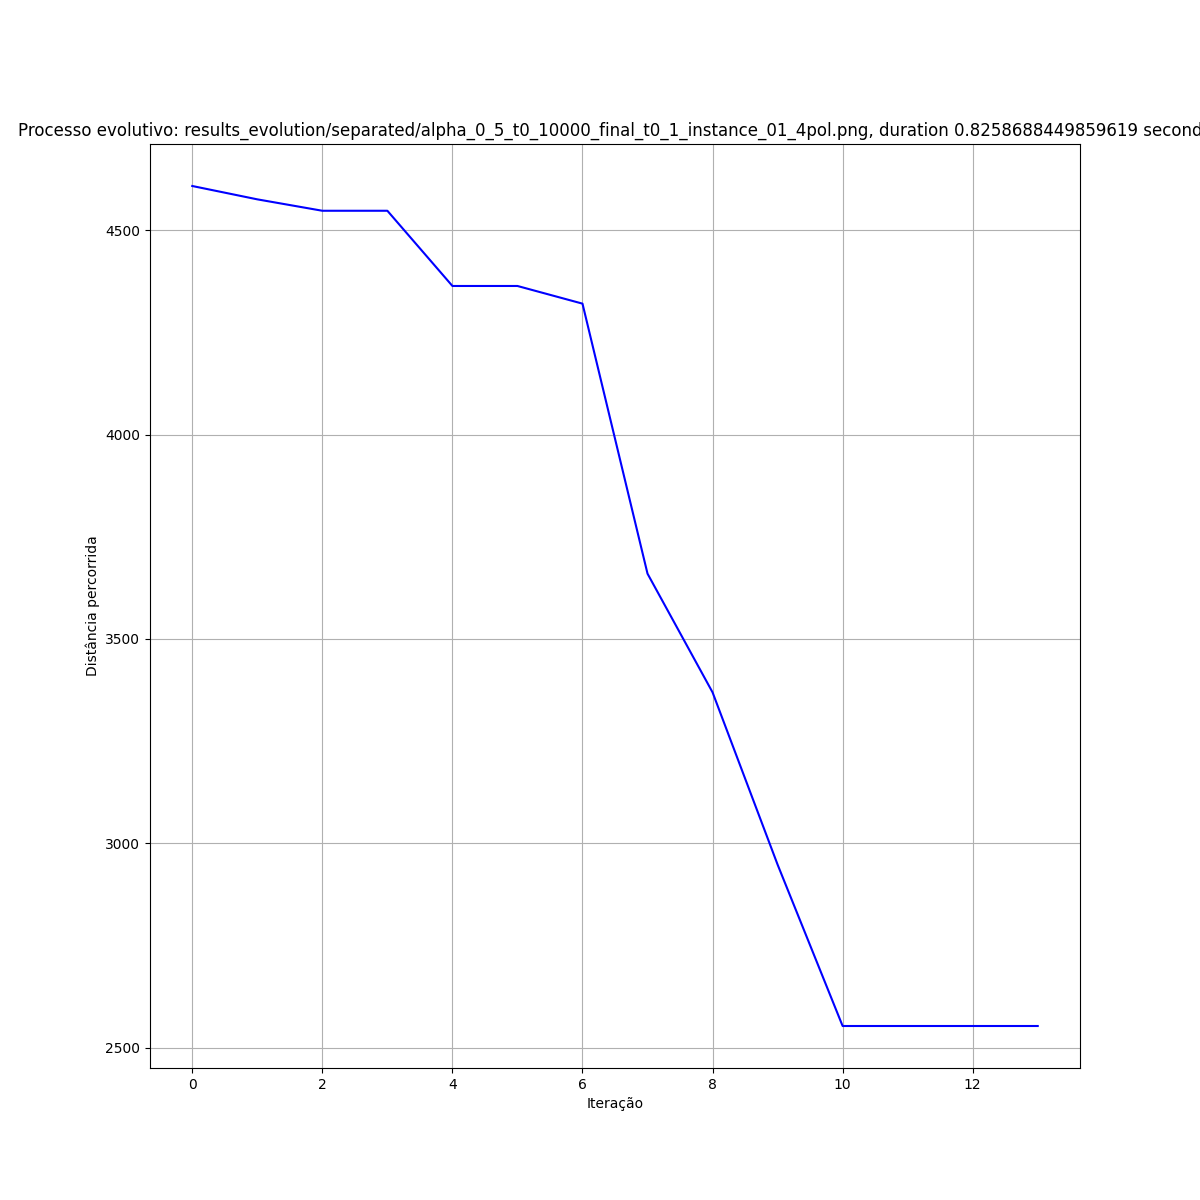 Processo evolutivo: results_evolution/separated/alpha_0_5_t0_10000_final_t0_1_instance_01_4pol.png, duration 0.8258688449859619 second
4500
4000
3500
3000
2500
Distância percorrida
0 2 4 6 8 10 12
Iteração